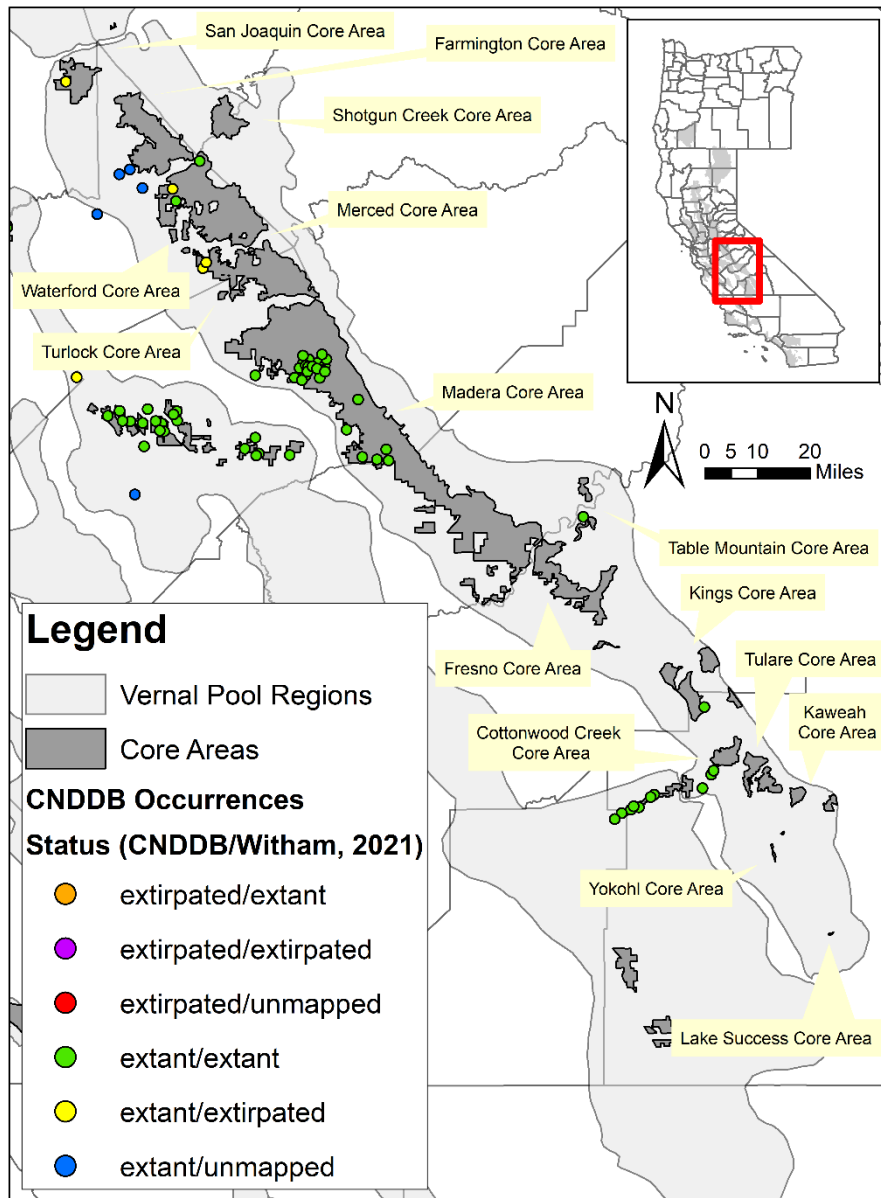 San Joaquin Core Area
Farmington Core Area
Shotgun Creek Core Area
Merced Core Area
Waterford Core Area
Turlock Core Area
Madera Core Area
N
0 5 10 20
Miles
Table Mountain Core Area
Kings Core Area
Fresno Core Area
Tulare Core Area
Kaweah
Core Area
Cottonwood Creek
Core Area
Yokohl Core Area
Lake Success Core Area
Legend
Vernal Pool Regions
Core Areas
CNDDB Occurrences
Status (CNDDB/Witham, 2021)
extirpated/extant
extirpated/extirpated
extirpated/unmapped
extant/extant
extant/extirpated
extant/unmapped